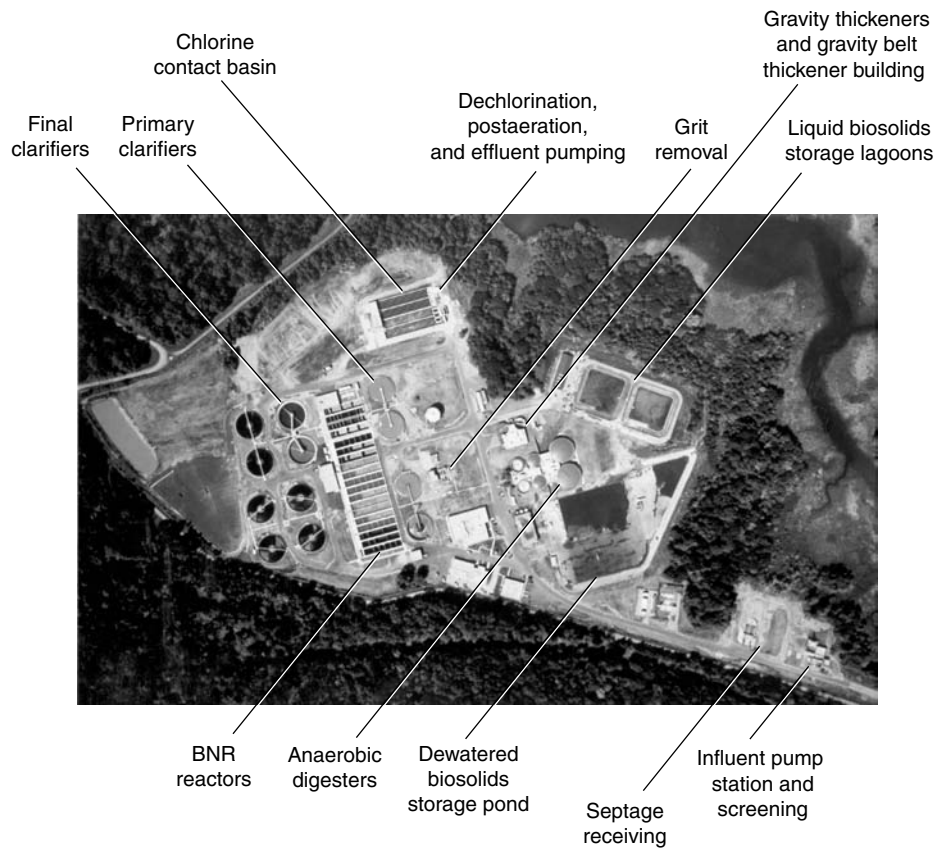 Gravity thickeners
and gravity belt
thickener building
Chlorine
contact basin
Dechlorination,
postaeration,
and effluent pumping
Final
clarifiers
Primary
clarifiers
Grit
removal
Liquid biosolids
storage lagoons
BNR
reactors
Anaerobic
digesters
Dewatered
biosolids
storage pond
Septage
receiving
Influent pump
station and
screening